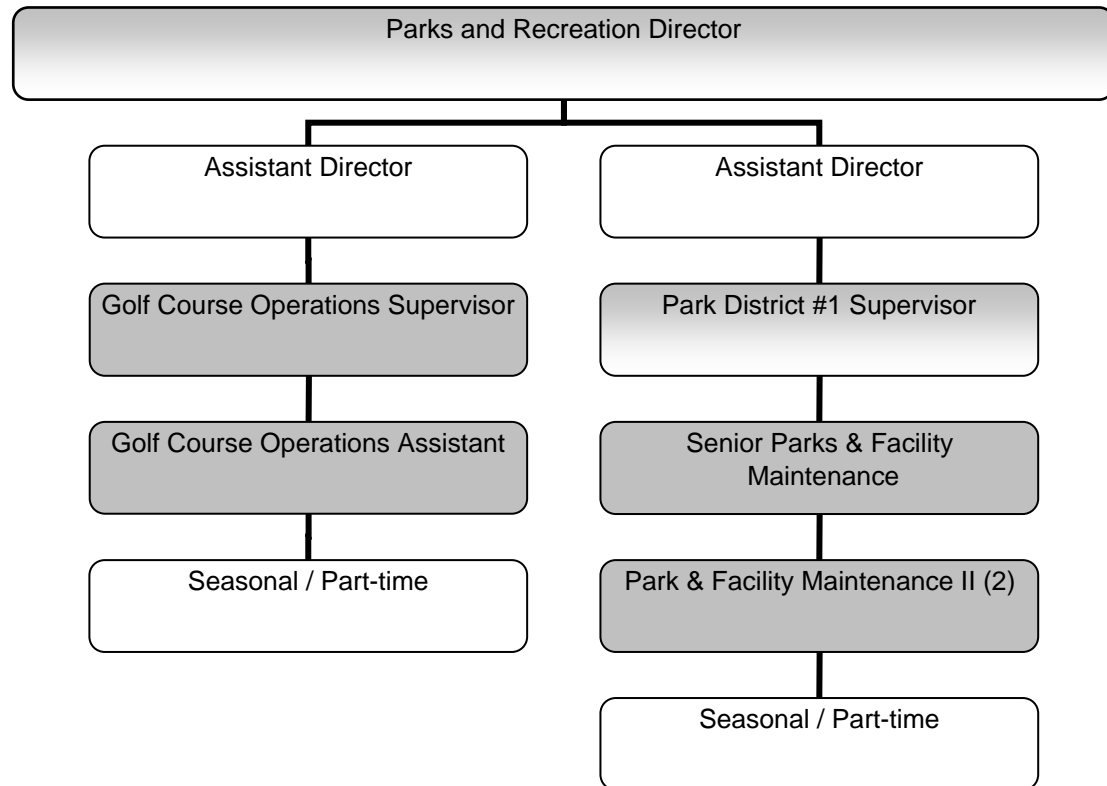 Parks and Recreation Director
Assistant Director
Assistant Director
Golf Course Operations Supervisor
Park District #1 Supervisor
Golf Course Operations Assistant
Senior Parks & Facility
Maintenance
Seasonal / Part-time
Park & Facility Maintenance II (2)
Seasonal / Part-time